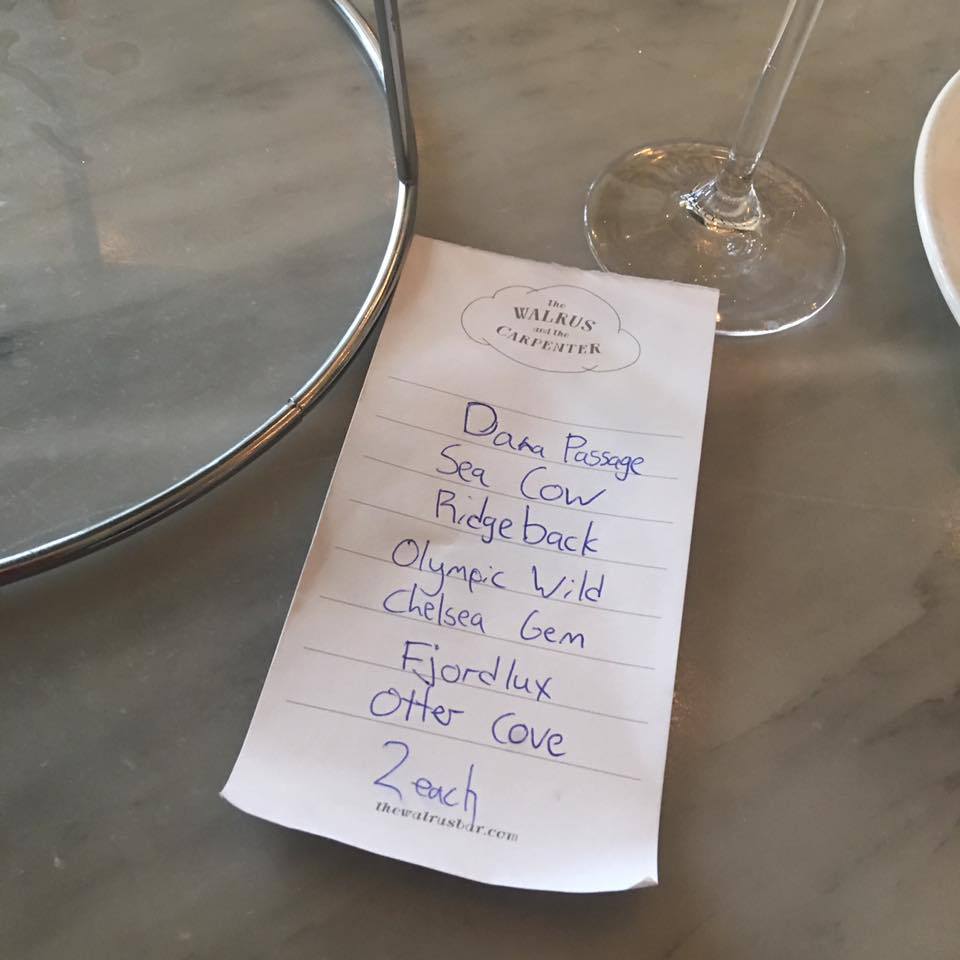 The
WALRUS
and the
CARPENTER
Dana Passage
Sea Cow
Ridgeback
Olympic Wild
Chelsea Gem
Fjordlux
Otter Cove
2 each
thewalrusbar.com